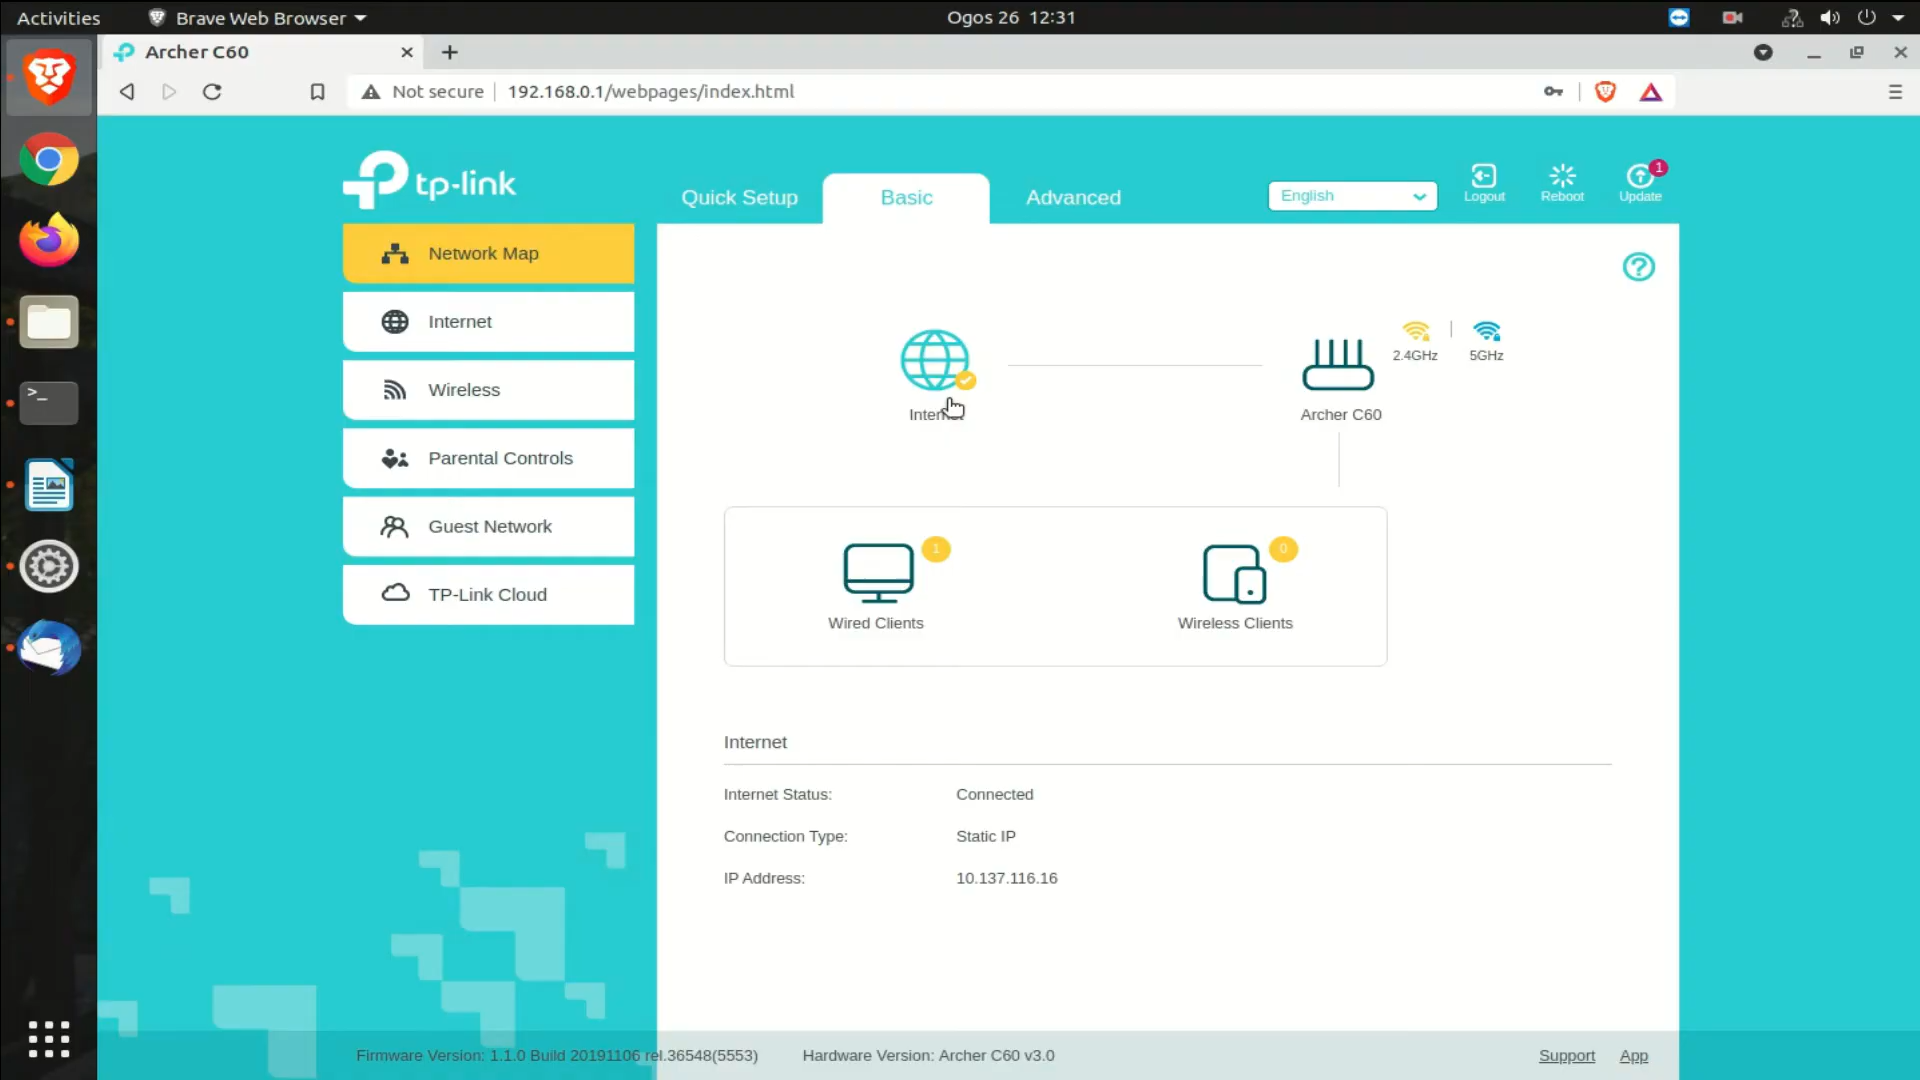 Activities
Brave Web Browser
Ogos 26 12:31
Archer C60
Not secure
192.168.0.1/webpages/index.html
tp-link
Quick Setup
Basic
Advanced
English
Logout
Reboot
Update
1
Network Map
Internet
Wireless
Parental Controls
Guest Network
TP-Link Cloud
Internet
2.4GHz
5GHz
Archer C60
1
Wired Clients
0
Wireless Clients
Internet
Internet Status: Connected
Connection Type: Static IP
IP Address: 10.137.116.16
Firmware Version: 1.1.0 Build 20191106 rel.36548(5553)
Hardware Version: Archer C60 v3.0
Support
App